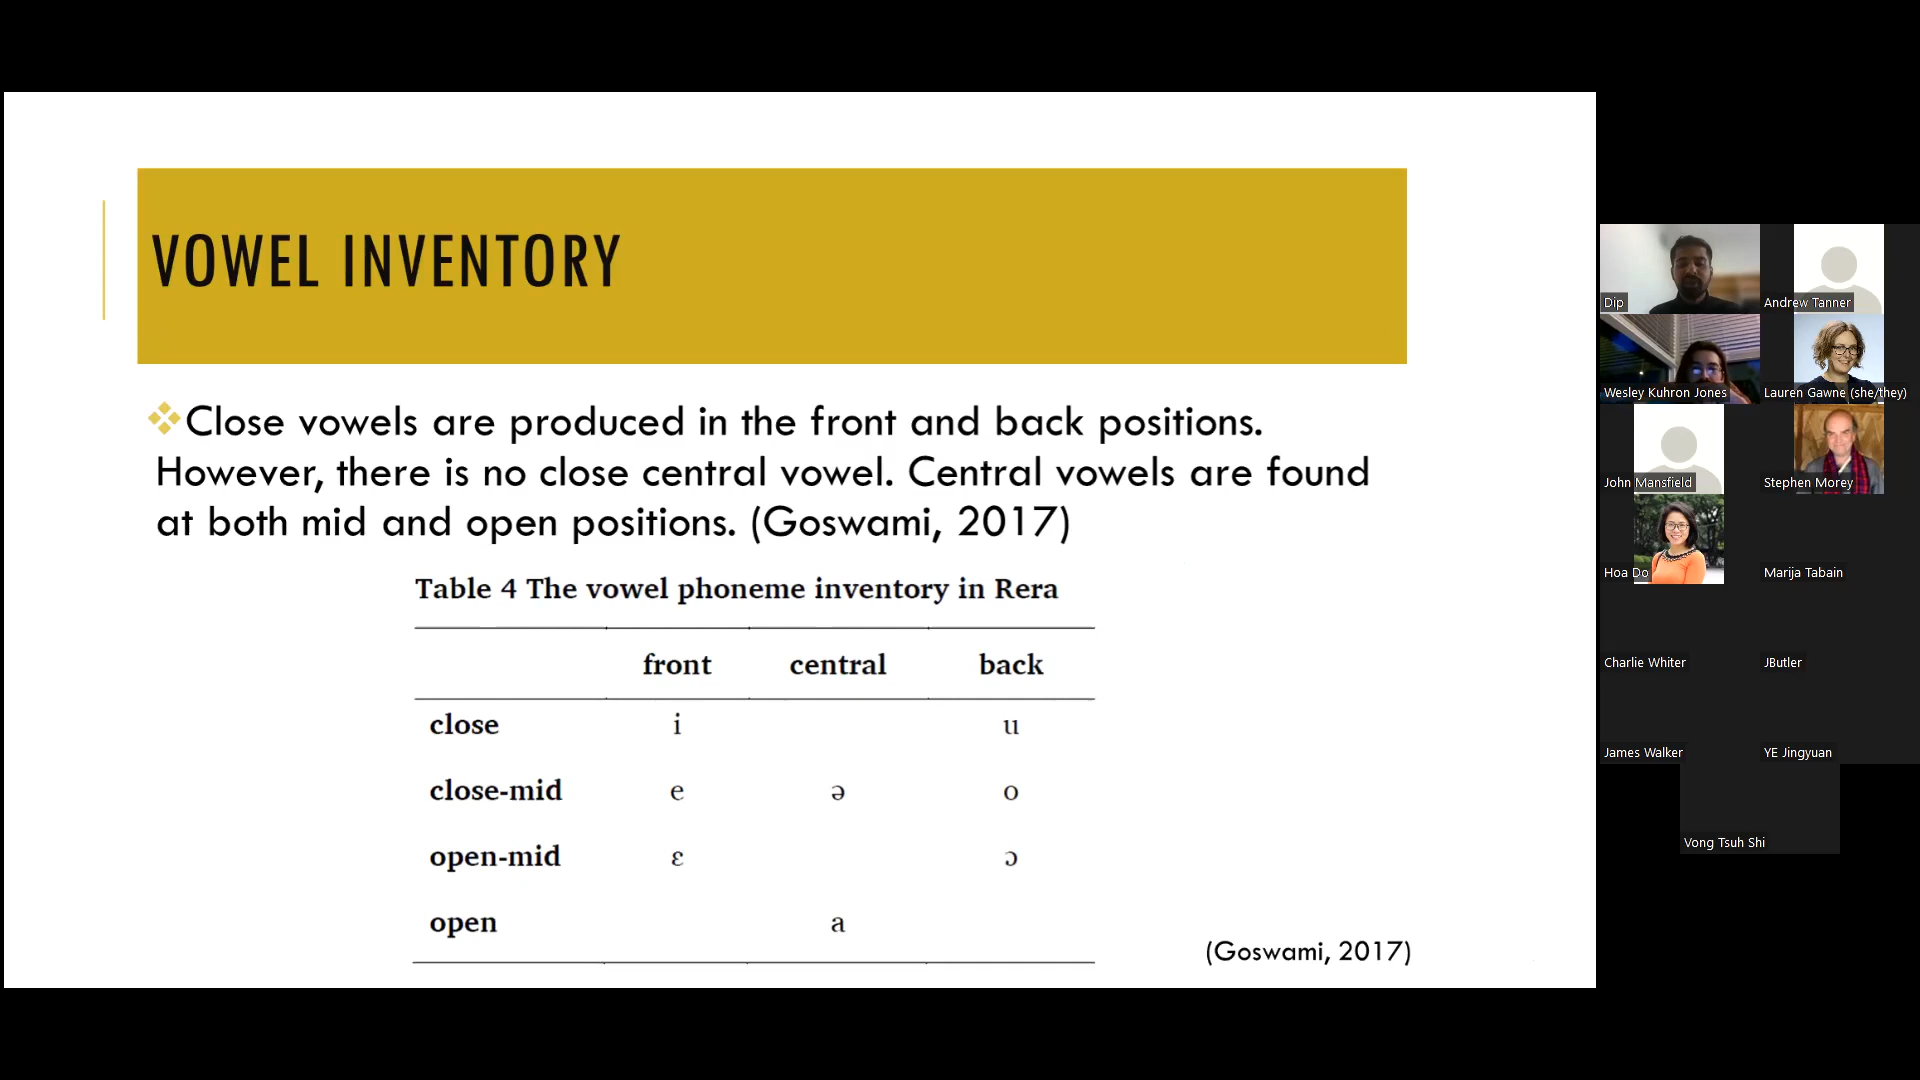 VOWEL INVENTORY
❖Close vowels are produced in the front and back positions.
However, there is no close central vowel. Central vowels are found
at both mid and open positions. (Goswami, 2017)
Table 4 The vowel phoneme inventory in Rera
front central back
close i u
close-mid e ə o
open-mid ɛ ɔ
open a
(Goswami, 2017)
Dip
Andrew Tanner
Wesley Kuhron Jones
Lauren Gawne (she/they)
John Mansfield
Stephen Morey
Hoa Do
Marija Tabain
Charlie Whiter
JButler
James Walker
YE Jingyuan
Vong Tsuh Shi